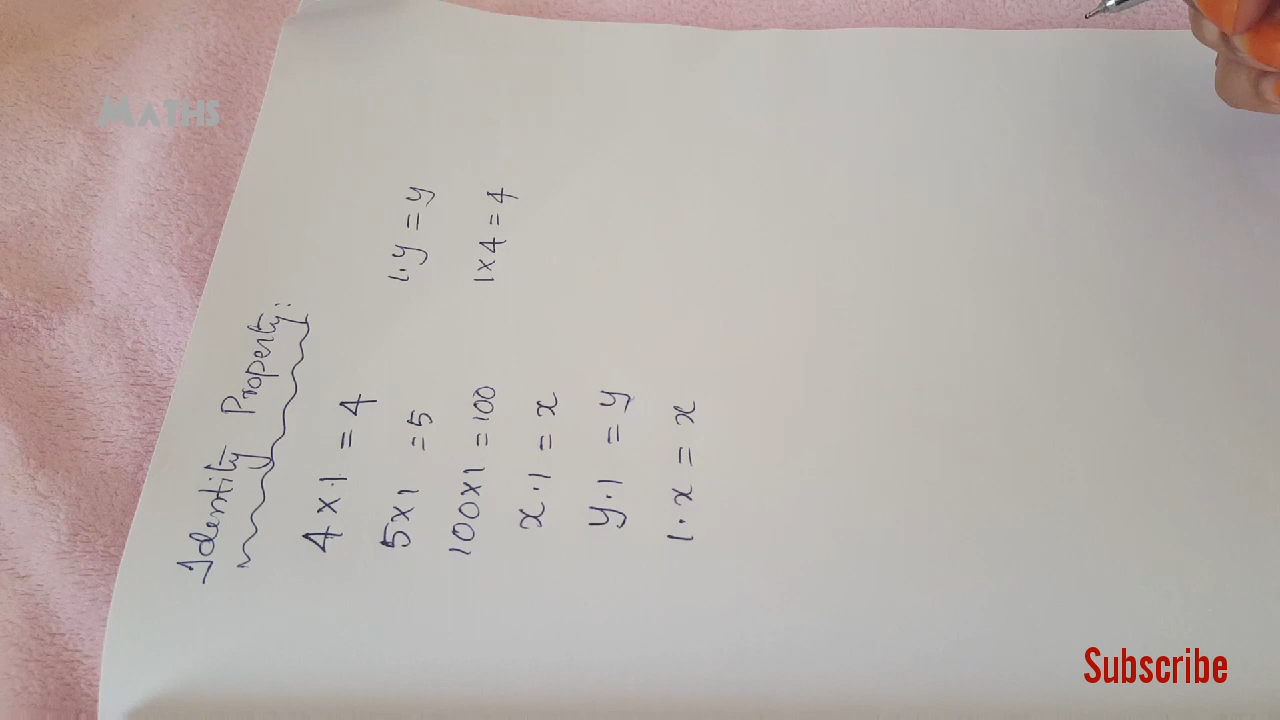 MATHS
Identity Property:
4 × 1 = 4
5 × 1 = 5
100 × 1 = 100
x · 1 = x
y · 1 = y
1 · x = x
1 · y = y
1 × 4 = 4
Subscribe